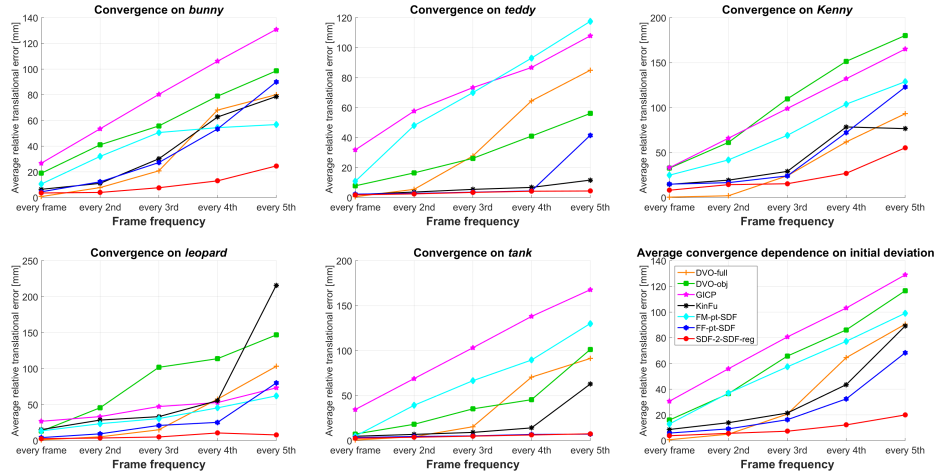 Convergence on bunny
Average relative translational error [mm]
140
120
100
80
60
40
20
0
every frame every 2nd every 3rd every 4th every 5th
Frame frequency
Convergence on teddy
Average relative translational error [mm]
120
100
80
60
40
20
0
every frame every 2nd every 3rd every 4th every 5th
Frame frequency
Convergence on Kenny
Average relative translational error [mm]
200
150
100
50
0
every frame every 2nd every 3rd every 4th every 5th
Frame frequency
Convergence on leopard
Average relative translational error [mm]
250
200
150
100
50
0
every frame every 2nd every 3rd every 4th every 5th
Frame frequency
Convergence on tank
Average relative translational error [mm]
200
150
100
50
0
every frame every 2nd every 3rd every 4th every 5th
Frame frequency
Average convergence dependence on initial deviation
Average relative translational error [mm]
140
120
100
80
60
40
20
0
DVO-full
DVO-obj
GICP
KinFu
FM-pt-SDF
FF-pt-SDF
SDF-2-SDF-reg
every frame every 2nd every 3rd every 4th every 5th
Frame frequency